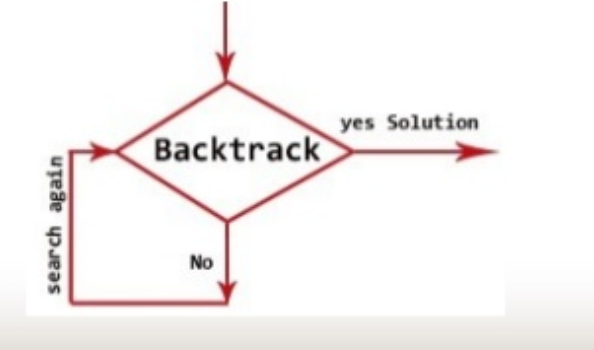 yes Solution
Backtrack
search again
No